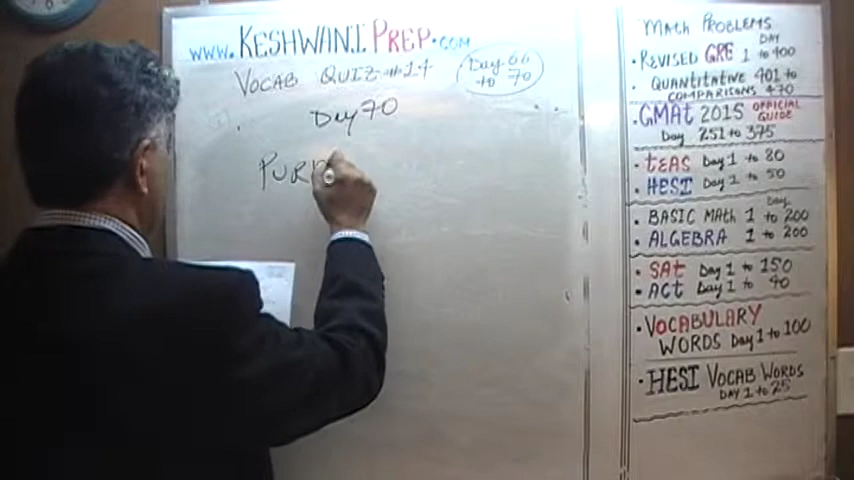 www.KESHWANIPREP.COM
VOCAB QUIZ #14
Day 66
to 70
Day 70
PUR
MATH PROBLEMS
DAY
• REVISED GRE 1 to 400
• QUANTITATIVE 401 to
COMPARISONS 470
• GMAt 2015 OFFICIAL
GUIDE
Day 251 to 375
• tEAS Day 1 to 80
• HESI Day 1 to 50
Day
• BASIC MAth 1 to 200
• ALGEBRA 1 to 200
• SAt Day 1 to 150
• ACt Day 1 to 40
• VOCABULARY
WORDS Day 1 to 100
• HESI VOCAB WORDS
DAY 1 to 25